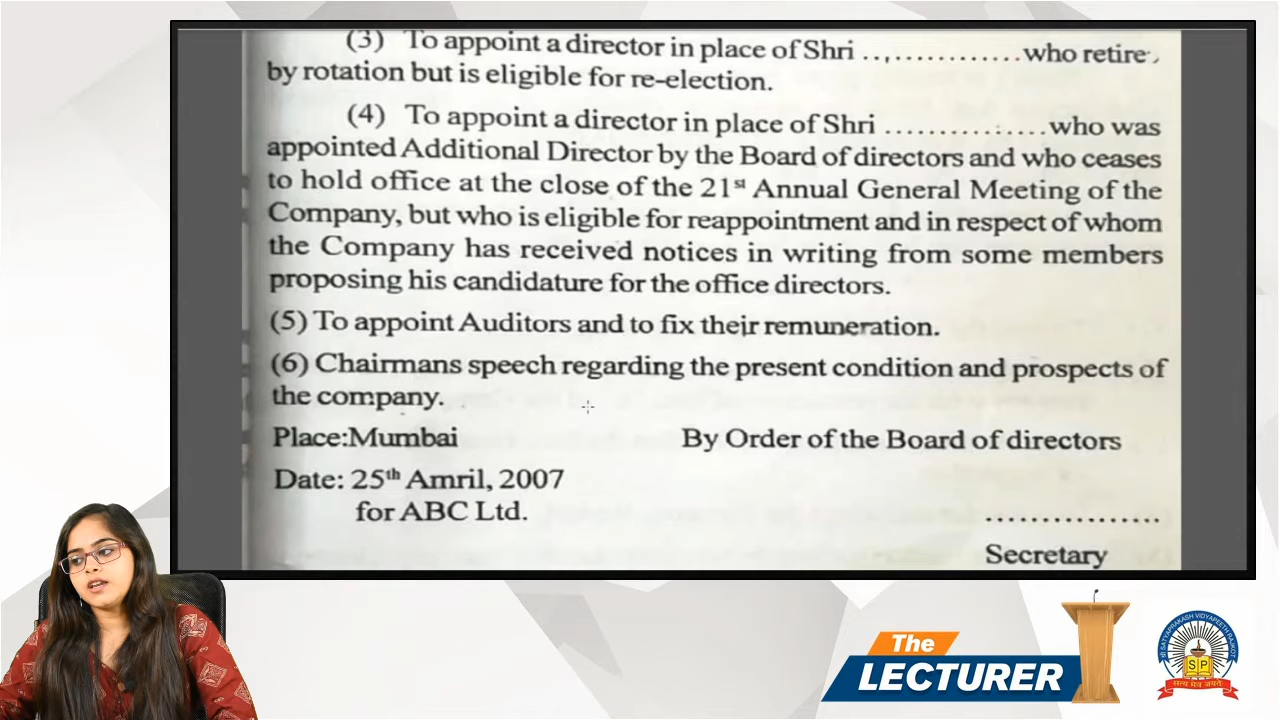 (3) To appoint a director in place of Shri .............. who retire
by rotation but is eligible for re-election.
(4) To appoint a director in place of Shri .............. who was
appointed Additional Director by the Board of directors and who ceases
to hold office at the close of the 21st Annual General Meeting of the
Company, but who is eligible for reappointment and in respect of whom
the Company has received notices in writing from some members
proposing his candidature for the office directors.
(5) To appoint Auditors and to fix their remuneration.
(6) Chairmans speech regarding the present condition and prospects of
the company.
Place:Mumbai By Order of the Board of directors
Date: 25th Amril, 2007
for ABC Ltd. ................
Secretary
The
LECTURER
SATYAPRAKASH VIDYAPEETH RAJKOT
S P
सत्य मेव जयते